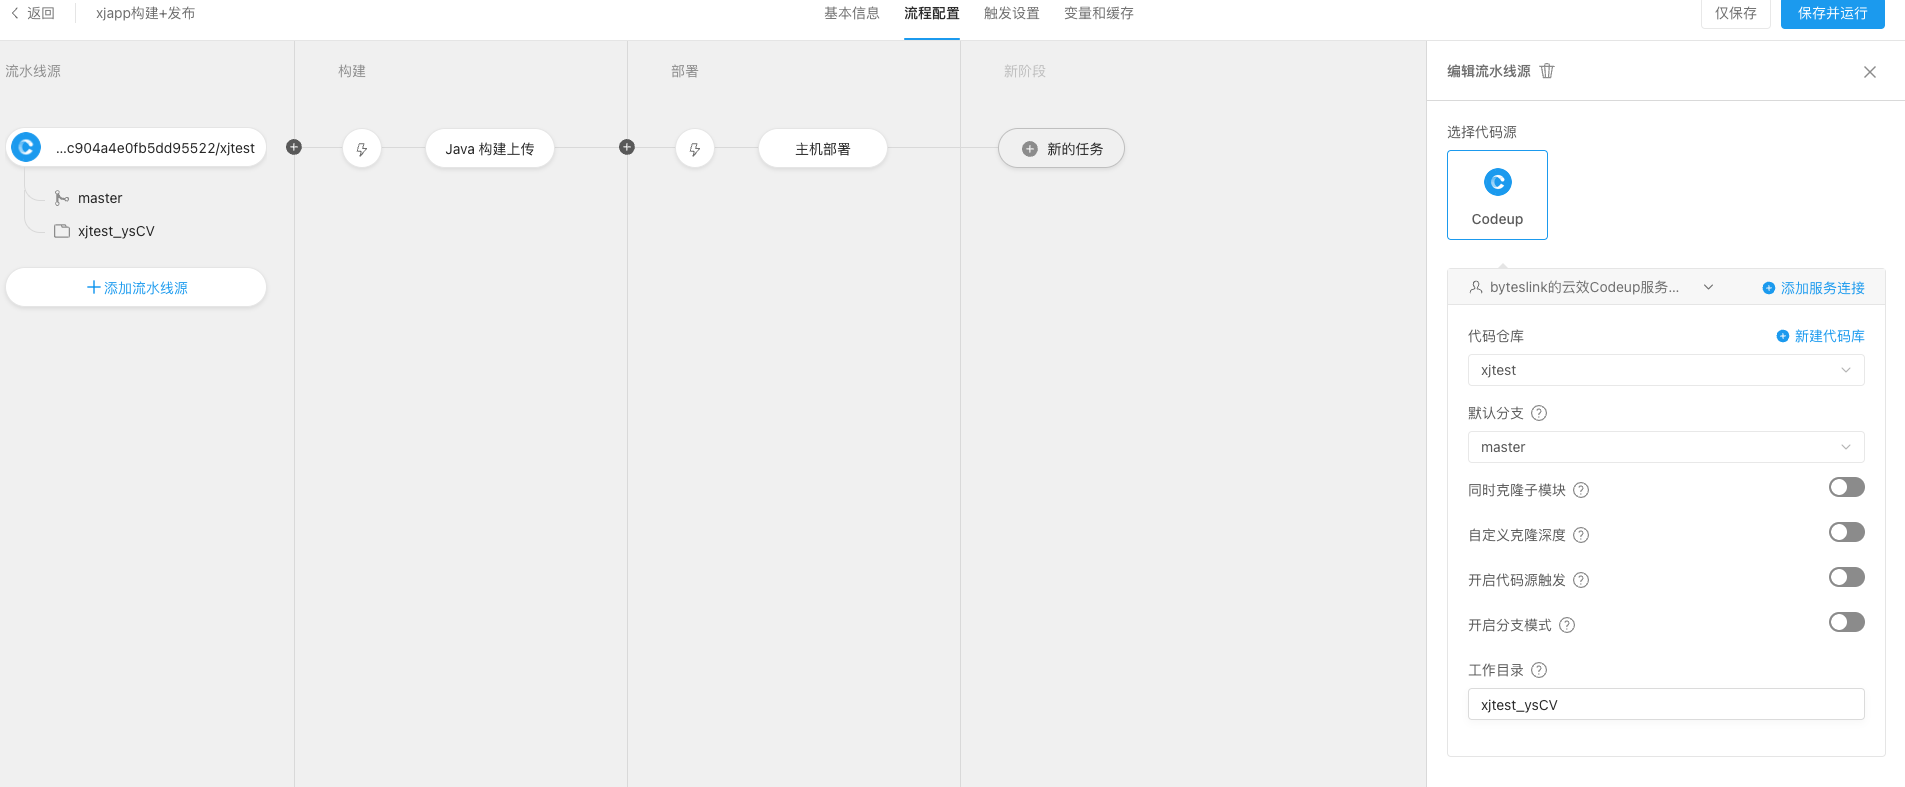 返回
xjapp构建+发布
基本信息
流程配置
触发设置
变量和缓存
仅保存
保存并运行
流水线源
构建
部署
新阶段
...c904a4e0fb5dd95522/xjtest
Java 构建上传
主机部署
新的任务
master
xjtest_ysCV
添加流水线源
编辑流水线源
选择代码源
Codeup
byteslink的云效Codeup服务...
添加服务连接
代码仓库
新建代码库
xjtest
默认分支
master
同时克隆子模块
自定义克隆深度
开启代码源触发
开启分支模式
工作目录
xjtest_ysCV